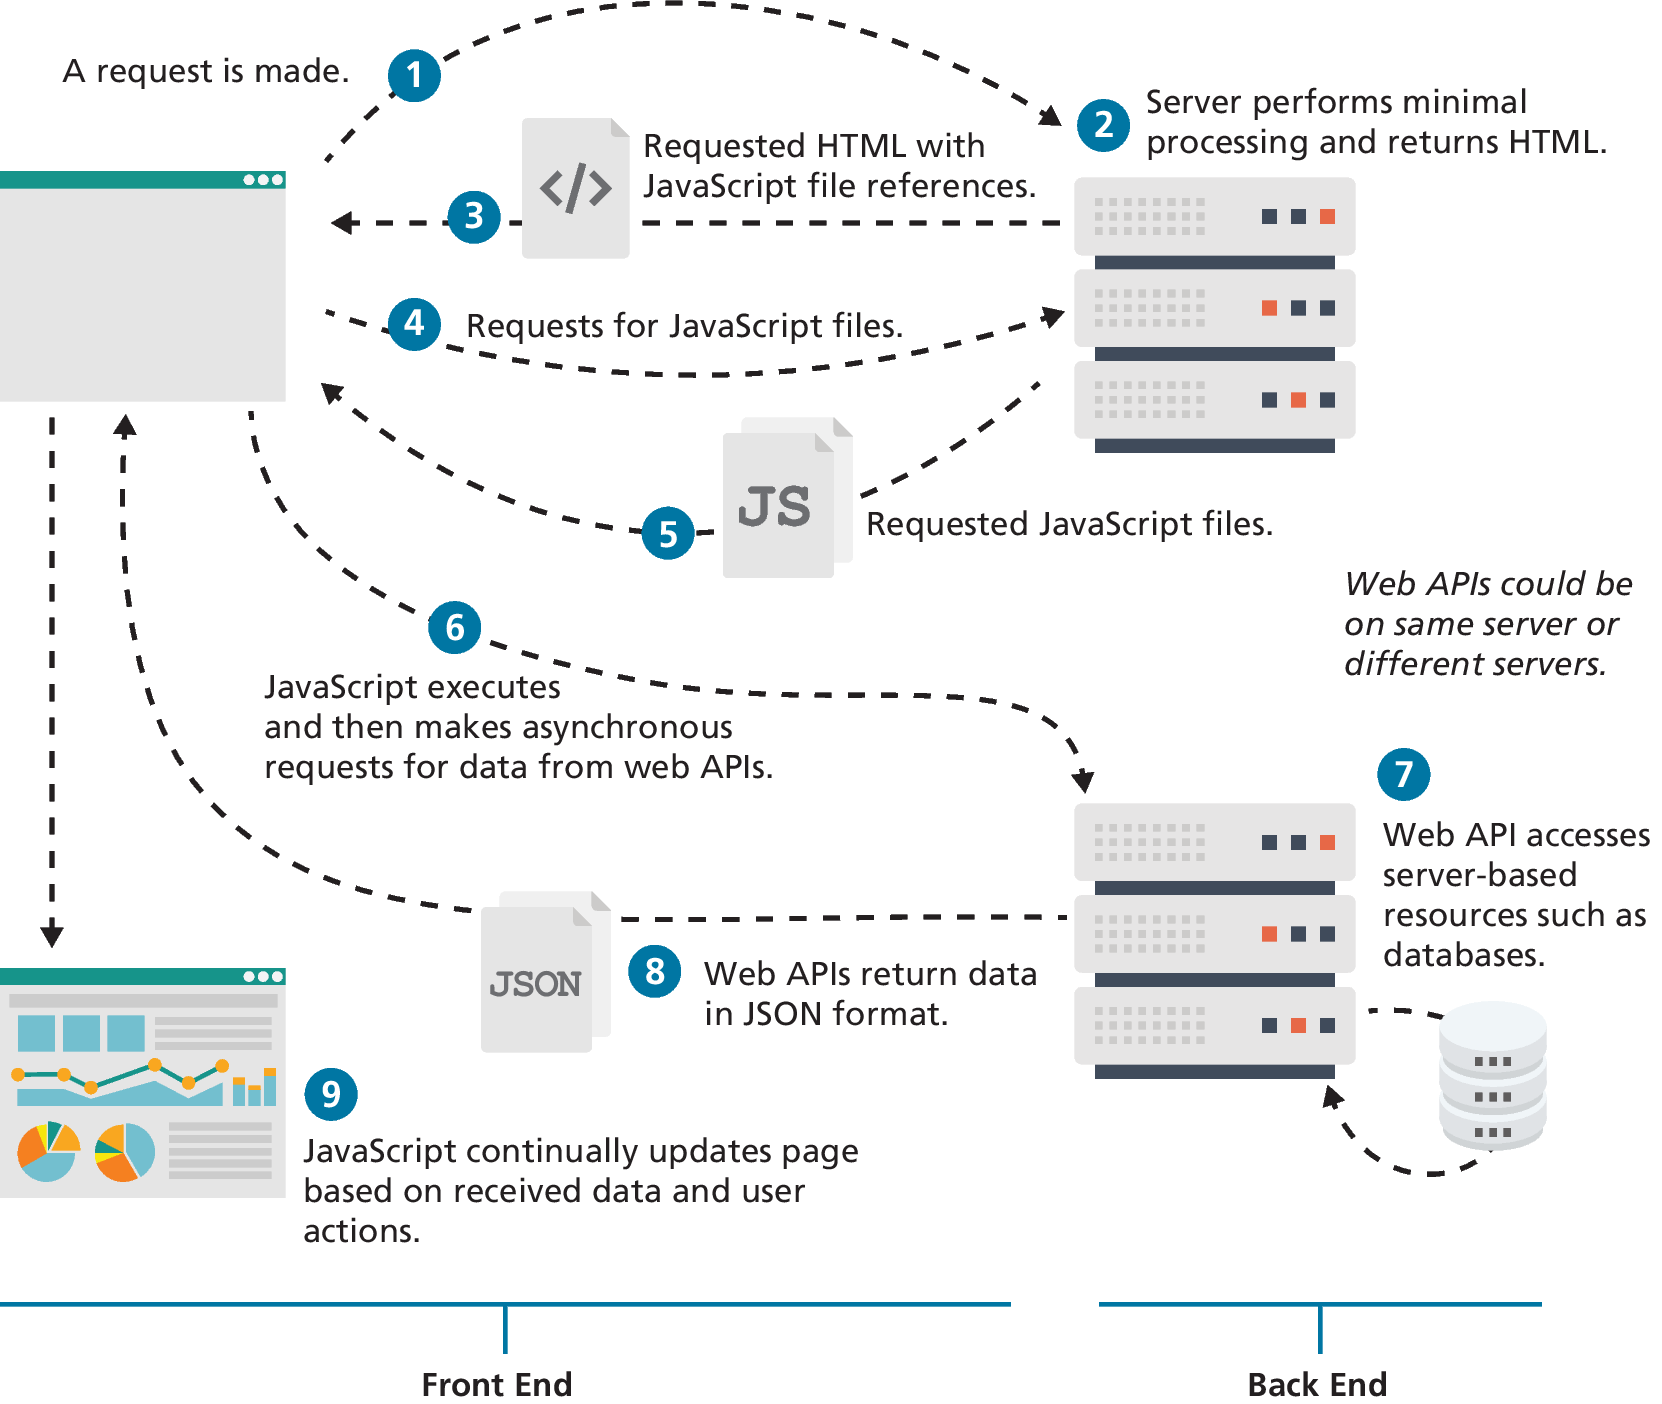 A request is made.
1
2
Server performs minimal
processing and returns HTML.
</>
Requested HTML with
JavaScript file references.
3
4
Requests for JavaScript files.
JS
5
Requested JavaScript files.
Web APIs could be
on same server or
different servers.
6
JavaScript executes
and then makes asynchronous
requests for data from web APIs.
7
Web API accesses
server-based
resources such as
databases.
JSON
8
Web APIs return data
in JSON format.
9
JavaScript continually updates page
based on received data and user
actions.
Front End
Back End